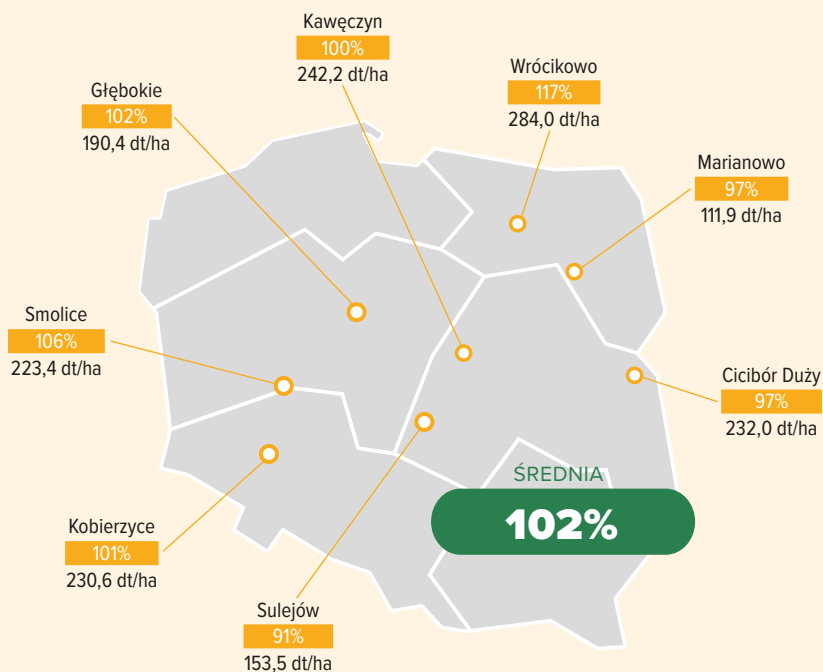 Kawęczyn
100%
242,2 dt/ha
Wrócikowo
117%
284,0 dt/ha
Głębokie
102%
190,4 dt/ha
Marianowo
97%
111,9 dt/ha
Smolice
106%
223,4 dt/ha
Cicibór Duży
97%
232,0 dt/ha
ŚREDNIA
102%
Kobierzyce
101%
230,6 dt/ha
Sulejów
91%
153,5 dt/ha